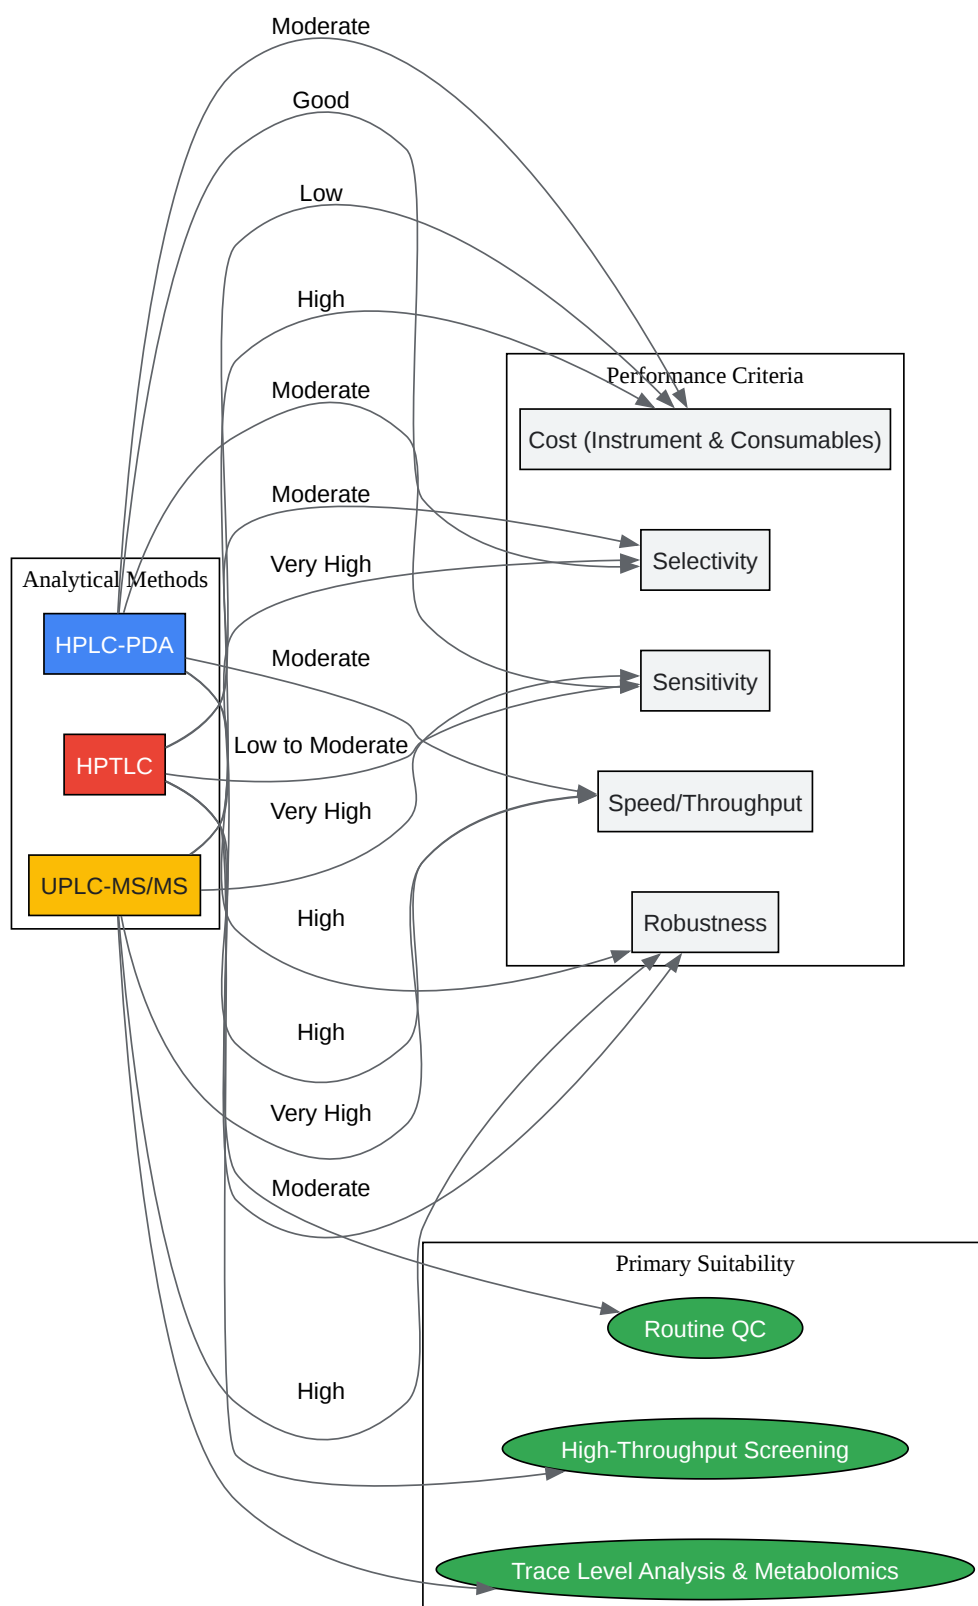 Moderate
Good
Low
High
Performance Criteria
Moderate
Cost (Instrument & Consumables)
Moderate
Selectivity
Very High
Analytical Methods
HPLC-PDA
Moderate
Sensitivity
Low to Moderate
HPTLC
Very High
Speed/Throughput
UPLC-MS/MS
High
Robustness
High
Very High
Moderate
Primary Suitability
Routine QC
High
High-Throughput Screening
Trace Level Analysis & Metabolomics